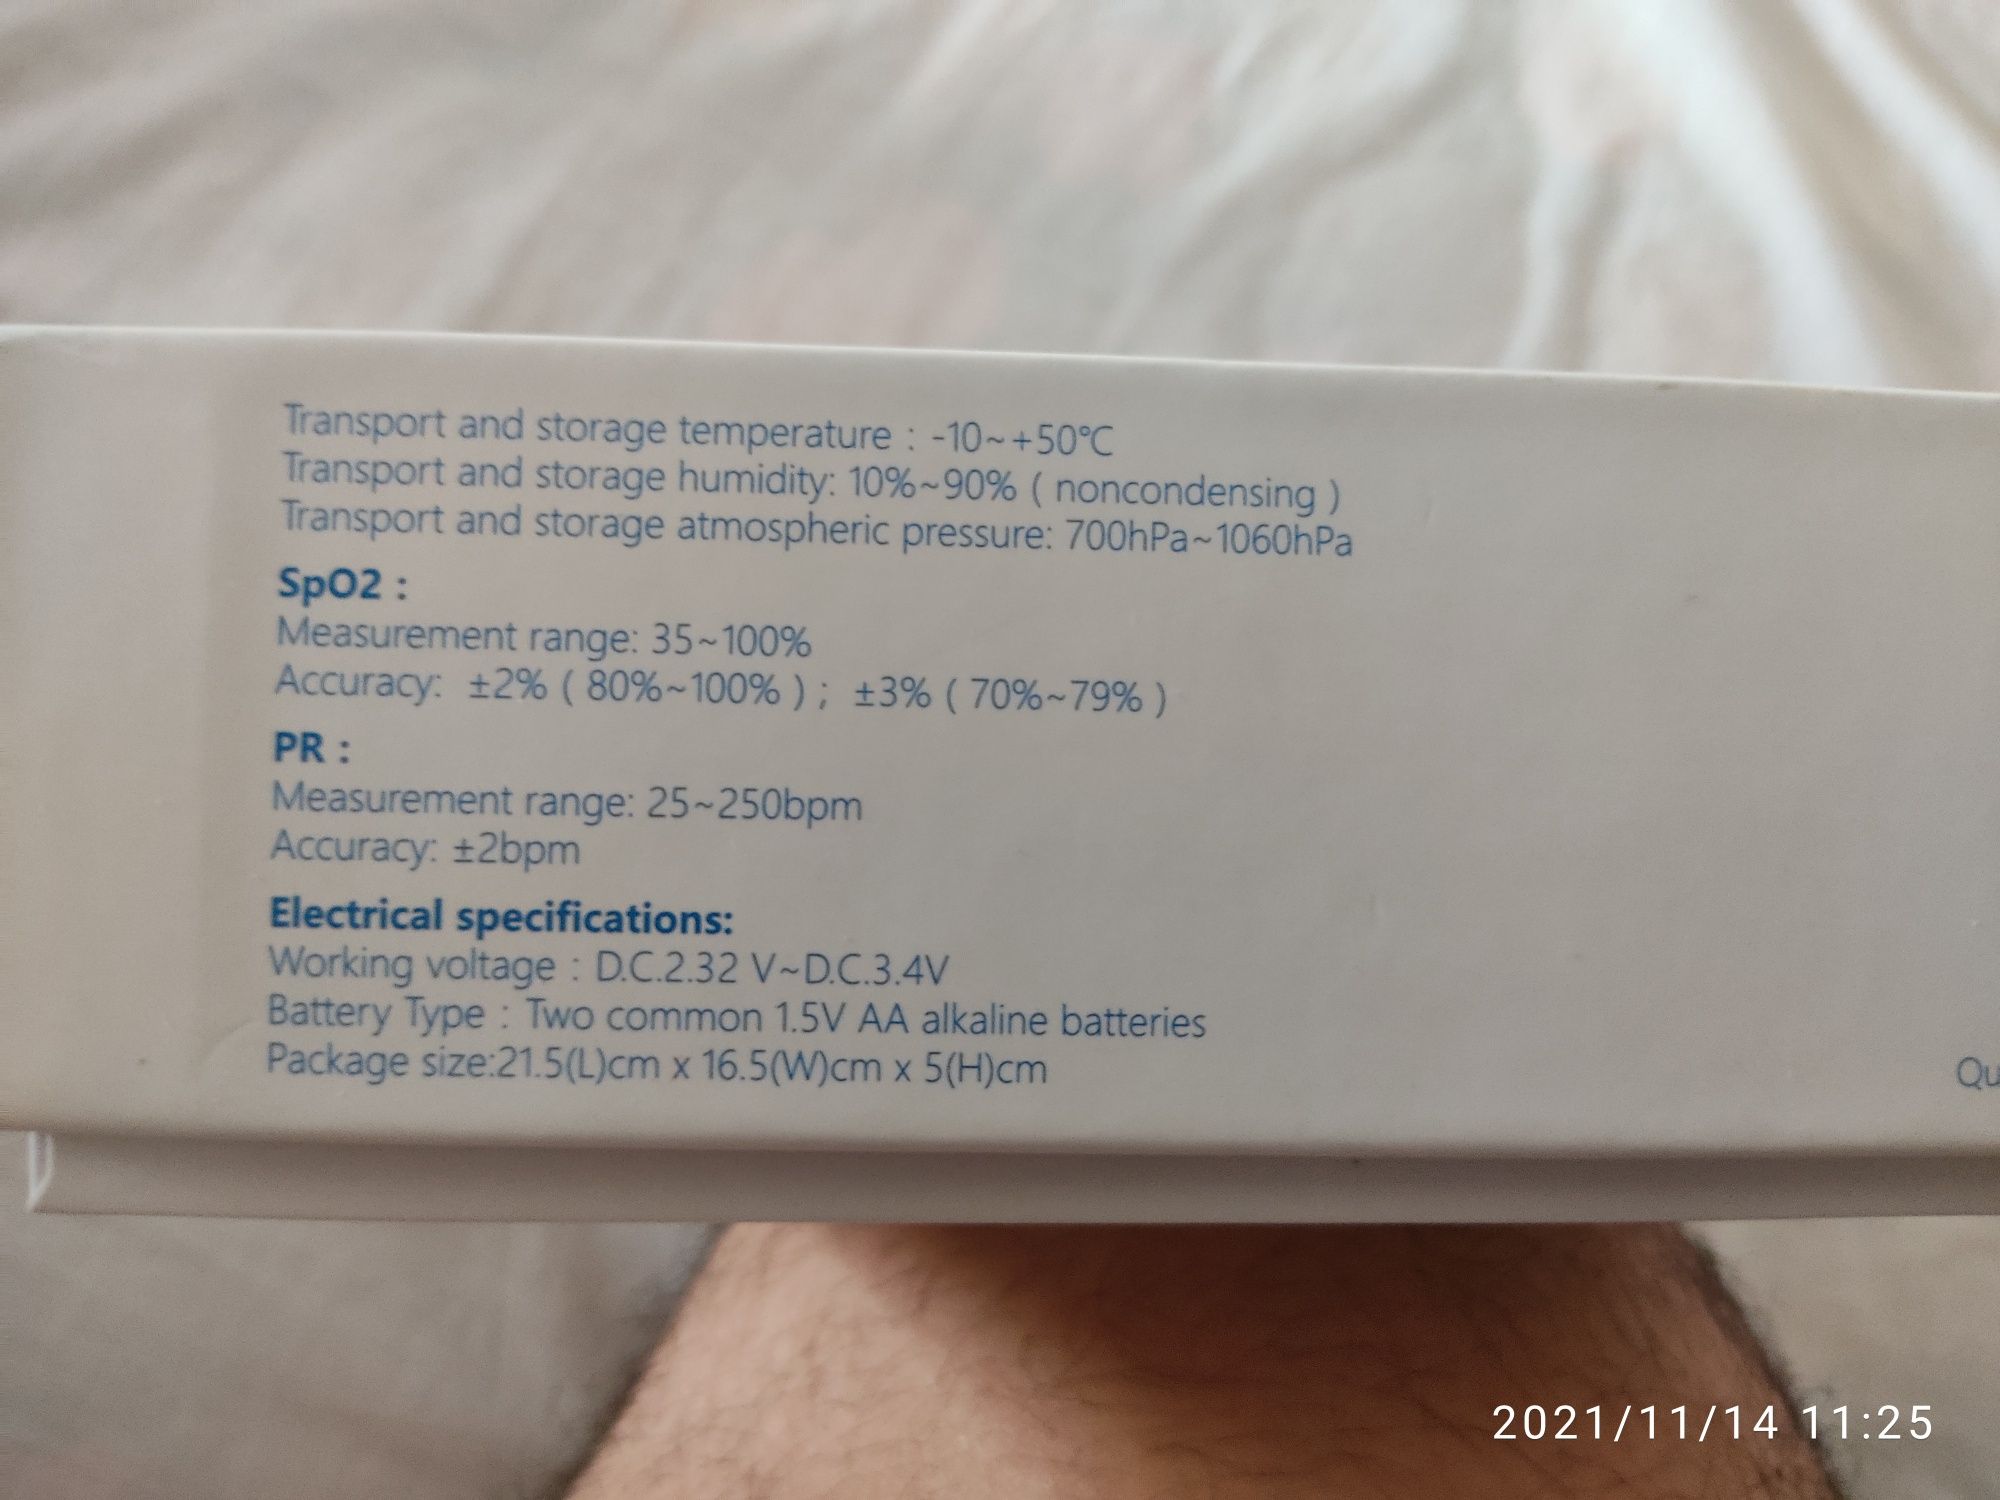 Transport and storage temperature : -10~+50℃
Transport and storage humidity: 10%~90% ( noncondensing )
Transport and storage atmospheric pressure: 700hPa~1060hPa
SpO2 :
Measurement range: 35~100%
Accuracy: ±2% ( 80%~100% ) ; ±3% ( 70%~79% )
PR :
Measurement range: 25~250bpm
Accuracy: ±2bpm
Electrical specifications:
Working voltage : D.C.2.32 V~D.C.3.4V
Battery Type : Two common 1.5V AA alkaline batteries
Package size:21.5(L)cm x 16.5(W)cm x 5(H)cm
2021/11/14 11:25